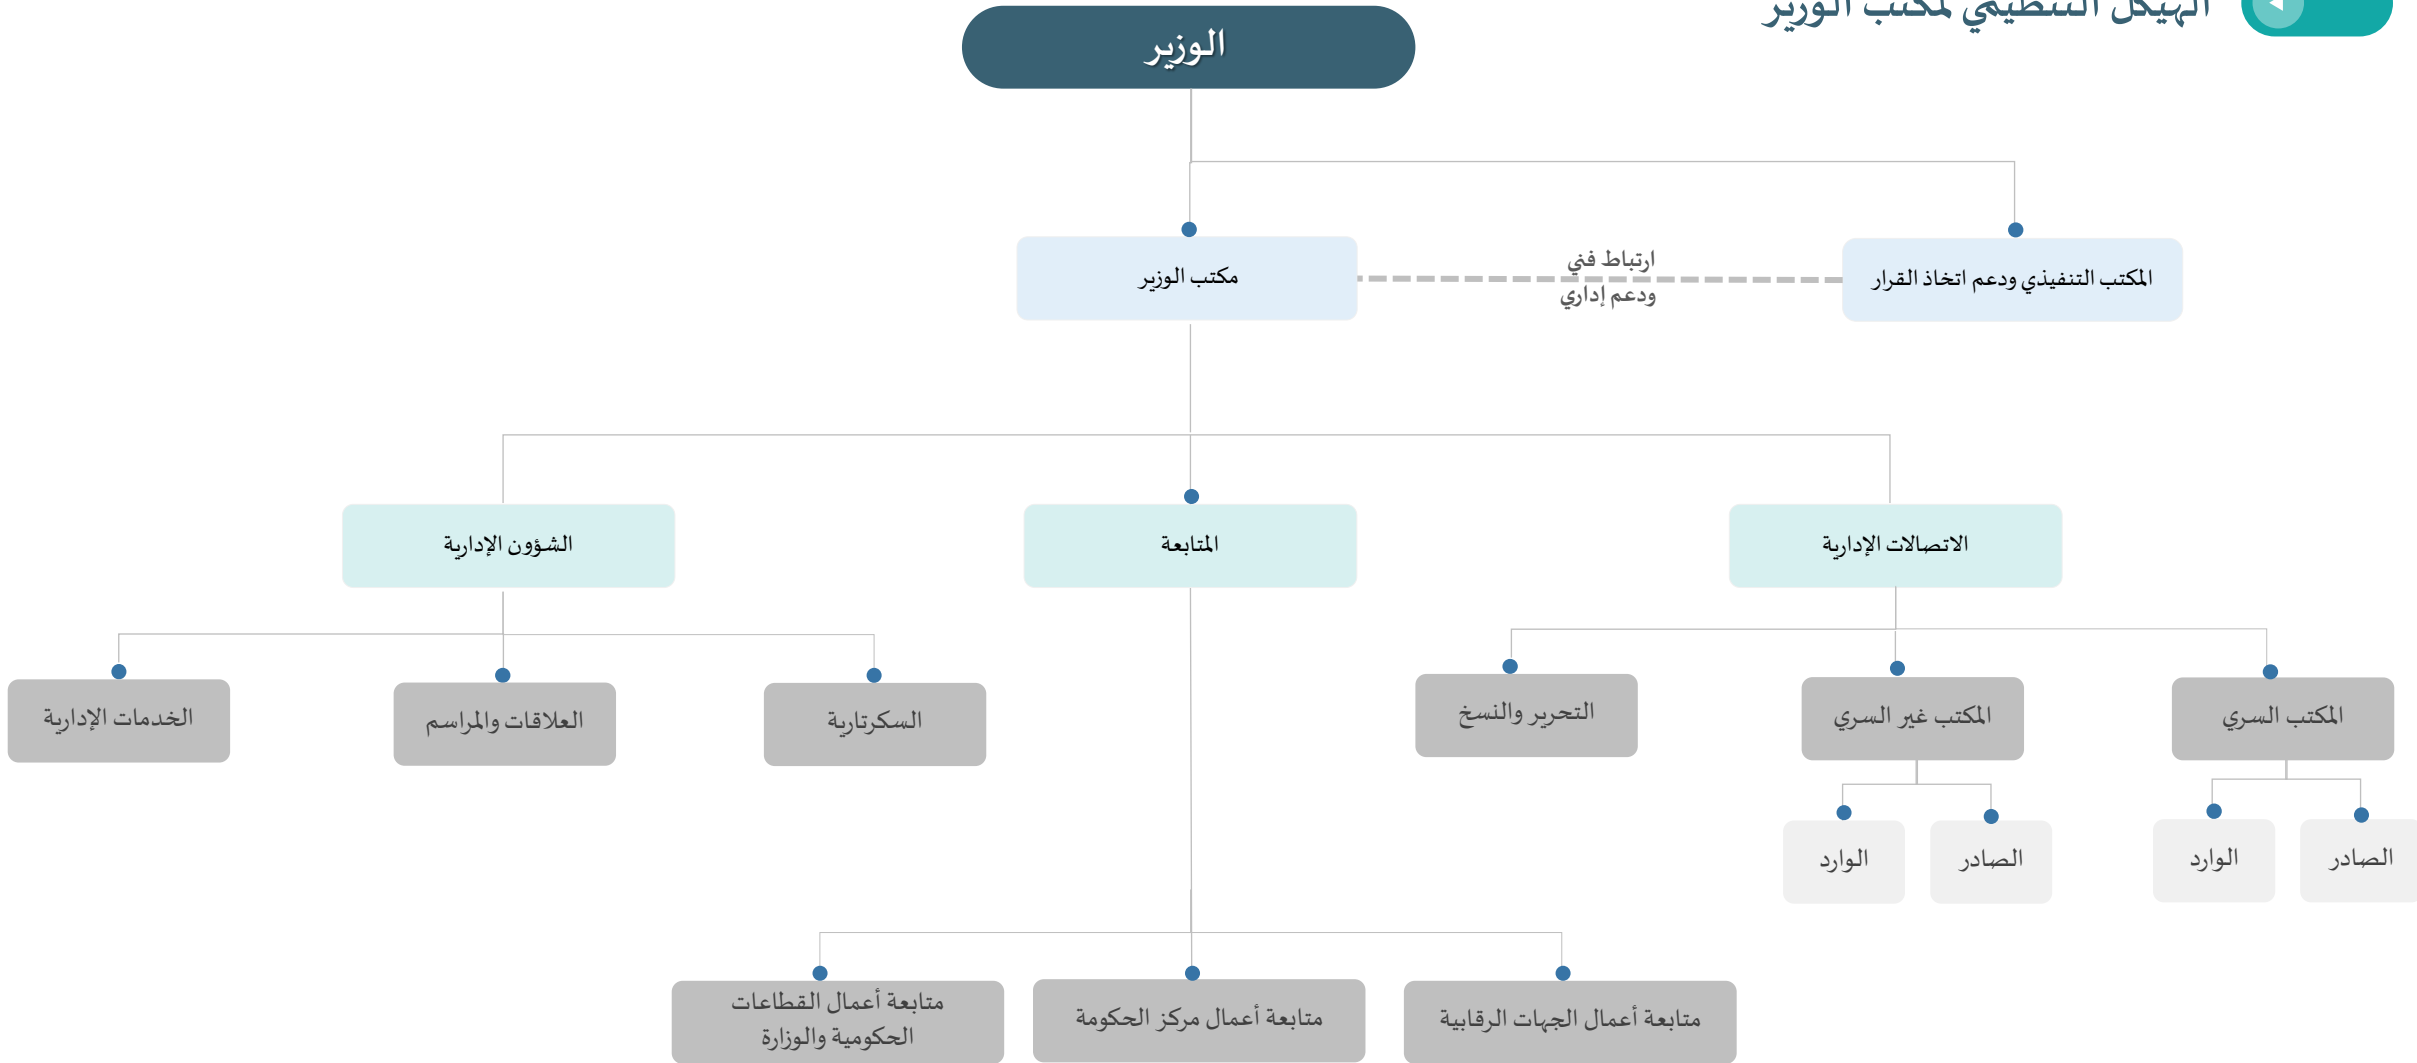 الهيكل التنظيمي لمكتب الوزير
الوزير
المكتب التنفيذي ودعم اتخاذ القرار
ارتباط فني
ودعم إداري
مكتب الوزير
الاتصالات الإدارية
المتابعة
الشؤون الإدارية
المكتب السري
المكتب غير السري
التحرير والنسخ
السكرتارية
العلاقات والمراسم
الخدمات الإدارية
الصادر
الوارد
الصادر
الوارد
متابعة أعمال الجهات الرقابية
متابعة أعمال مركز الحكومة
متابعة أعمال القطاعات
الحكومية والوزارة